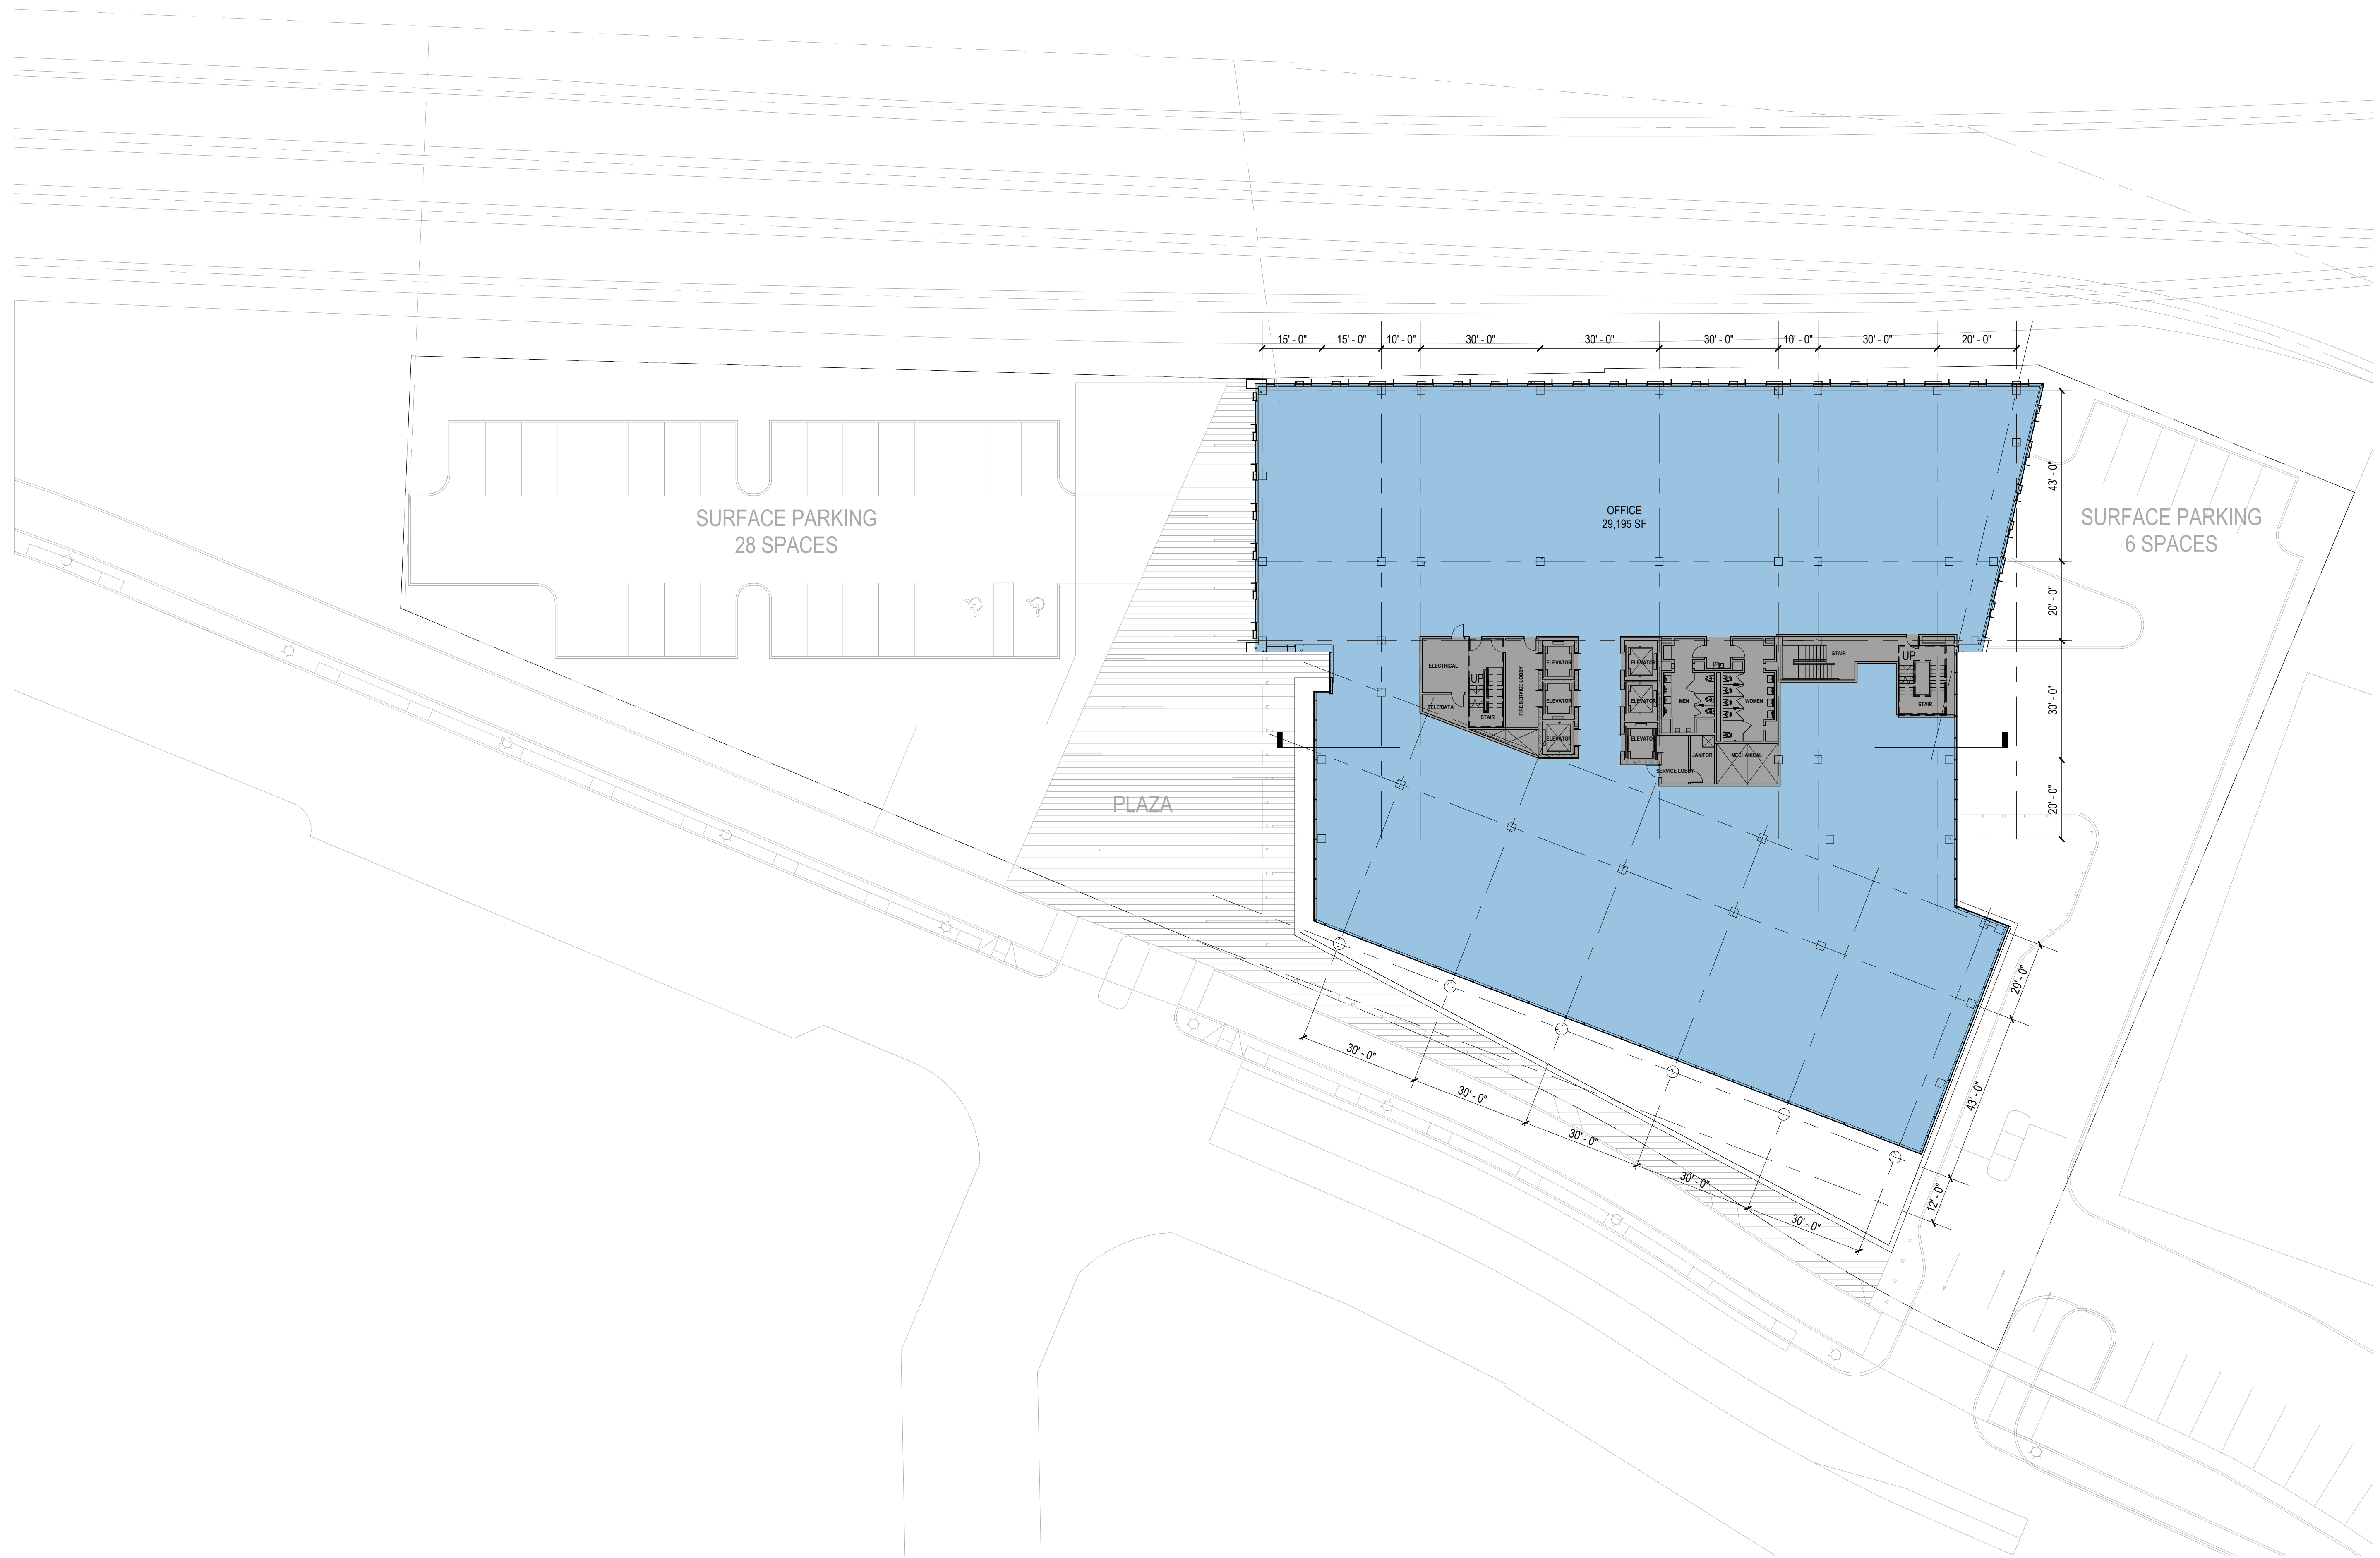 15' - 0"
15' - 0"
10' - 0"
30' - 0"
30' - 0"
30' - 0"
10' - 0"
30' - 0"
20' - 0"
43' - 0"
20' - 0"
30' - 0"
20' - 0"
OFFICE
29,195 SF
SURFACE PARKING
28 SPACES
SURFACE PARKING
6 SPACES
ELECTRICAL
TELE/DATA
UP
STAIR
FIRE SERVICE LOBBY
ELEVATOR
ELEVATOR
ELEVATOR
ELEVATOR
ELEVATOR
ELEVATOR
MEN
WOMEN
JANITOR
MECHANICAL
SERVICE LOBBY
STAIR
UP
STAIR
PLAZA
20' - 0"
43' - 0"
12' - 0"
30' - 0"
30' - 0"
30' - 0"
30' - 0"
30' - 0"